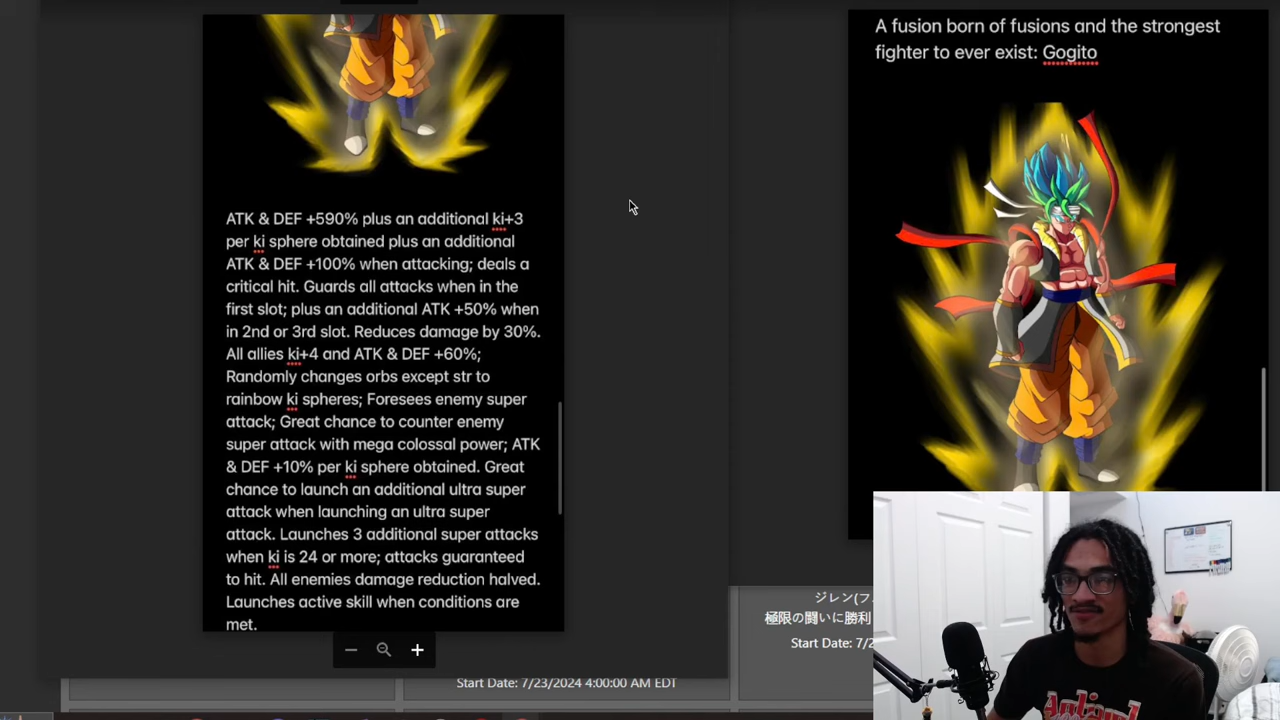 A fusion born of fusions and the strongest
fighter to ever exist: Gogito
ATK & DEF +590% plus an additional ki+3
per ki sphere obtained plus an additional
ATK & DEF +100% when attacking; deals a
critical hit. Guards all attacks when in the
first slot; plus an additional ATK +50% when
in 2nd or 3rd slot. Reduces damage by 30%.
All allies ki+4 and ATK & DEF +60%;
Randomly changes orbs except str to
rainbow ki spheres; Foresees enemy super
attack; Great chance to counter enemy
super attack with mega colossal power; ATK
& DEF +10% per ki sphere obtained. Great
chance to launch an additional ultra super
attack when launching an ultra super
attack. Launches 3 additional super attacks
when ki is 24 or more; attacks guaranteed
to hit. All enemies damage reduction halved.
Launches active skill when conditions are
met.
ジレン(フ
極限の闘いに勝利
Start Date: 7/2
Start Date: 7/23/2024 4:00:00 AM EDT